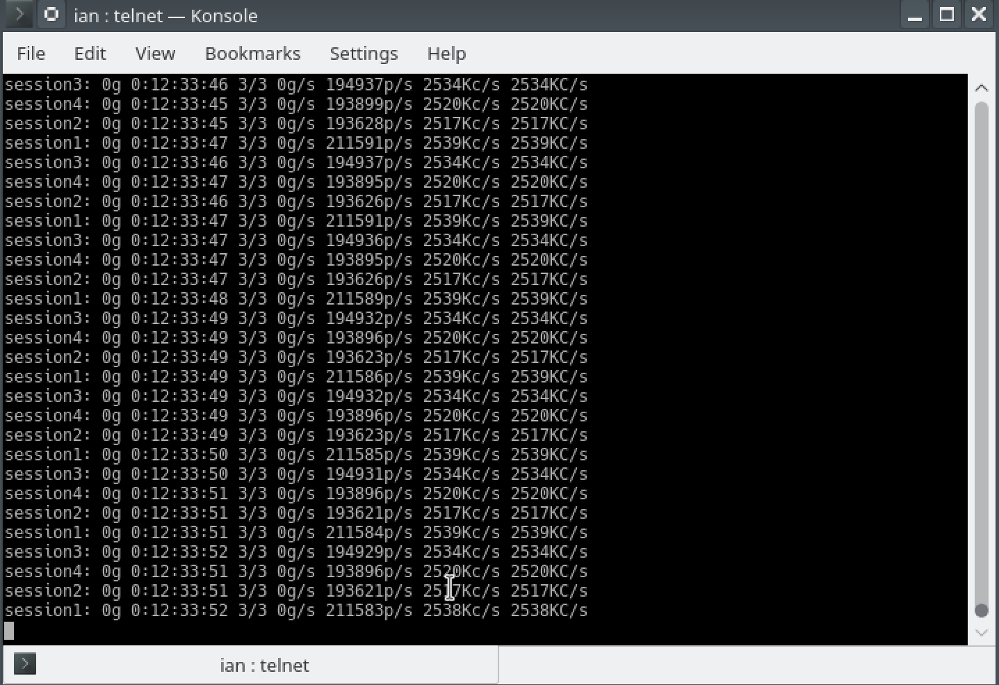 ian : telnet — Konsole
File Edit View Bookmarks Settings Help
session3: 0g 0:12:33:46 3/3 0g/s 194937p/s 2534Kc/s 2534KC/s
session4: 0g 0:12:33:45 3/3 0g/s 193899p/s 2520Kc/s 2520KC/s
session2: 0g 0:12:33:45 3/3 0g/s 193628p/s 2517Kc/s 2517KC/s
session1: 0g 0:12:33:47 3/3 0g/s 211591p/s 2539Kc/s 2539KC/s
session3: 0g 0:12:33:46 3/3 0g/s 194937p/s 2534Kc/s 2534KC/s
session4: 0g 0:12:33:47 3/3 0g/s 193895p/s 2520Kc/s 2520KC/s
session2: 0g 0:12:33:46 3/3 0g/s 193626p/s 2517Kc/s 2517KC/s
session1: 0g 0:12:33:47 3/3 0g/s 211591p/s 2539Kc/s 2539KC/s
session3: 0g 0:12:33:47 3/3 0g/s 194936p/s 2534Kc/s 2534KC/s
session4: 0g 0:12:33:47 3/3 0g/s 193895p/s 2520Kc/s 2520KC/s
session2: 0g 0:12:33:47 3/3 0g/s 193626p/s 2517Kc/s 2517KC/s
session1: 0g 0:12:33:48 3/3 0g/s 211589p/s 2539Kc/s 2539KC/s
session3: 0g 0:12:33:49 3/3 0g/s 194932p/s 2534Kc/s 2534KC/s
session4: 0g 0:12:33:49 3/3 0g/s 193896p/s 2520Kc/s 2520KC/s
session2: 0g 0:12:33:49 3/3 0g/s 193623p/s 2517Kc/s 2517KC/s
session1: 0g 0:12:33:49 3/3 0g/s 211586p/s 2539Kc/s 2539KC/s
session3: 0g 0:12:33:49 3/3 0g/s 194932p/s 2534Kc/s 2534KC/s
session4: 0g 0:12:33:49 3/3 0g/s 193896p/s 2520Kc/s 2520KC/s
session2: 0g 0:12:33:49 3/3 0g/s 193623p/s 2517Kc/s 2517KC/s
session1: 0g 0:12:33:50 3/3 0g/s 211585p/s 2539Kc/s 2539KC/s
session3: 0g 0:12:33:50 3/3 0g/s 194931p/s 2534Kc/s 2534KC/s
session4: 0g 0:12:33:51 3/3 0g/s 193896p/s 2520Kc/s 2520KC/s
session2: 0g 0:12:33:51 3/3 0g/s 193621p/s 2517Kc/s 2517KC/s
session1: 0g 0:12:33:51 3/3 0g/s 211584p/s 2539Kc/s 2539KC/s
session3: 0g 0:12:33:52 3/3 0g/s 194929p/s 2534Kc/s 2534KC/s
session4: 0g 0:12:33:51 3/3 0g/s 193896p/s 2520Kc/s 2520KC/s
session2: 0g 0:12:33:51 3/3 0g/s 193621p/s 2517Kc/s 2517KC/s
session1: 0g 0:12:33:52 3/3 0g/s 211583p/s 2538Kc/s 2538KC/s
ian : telnet